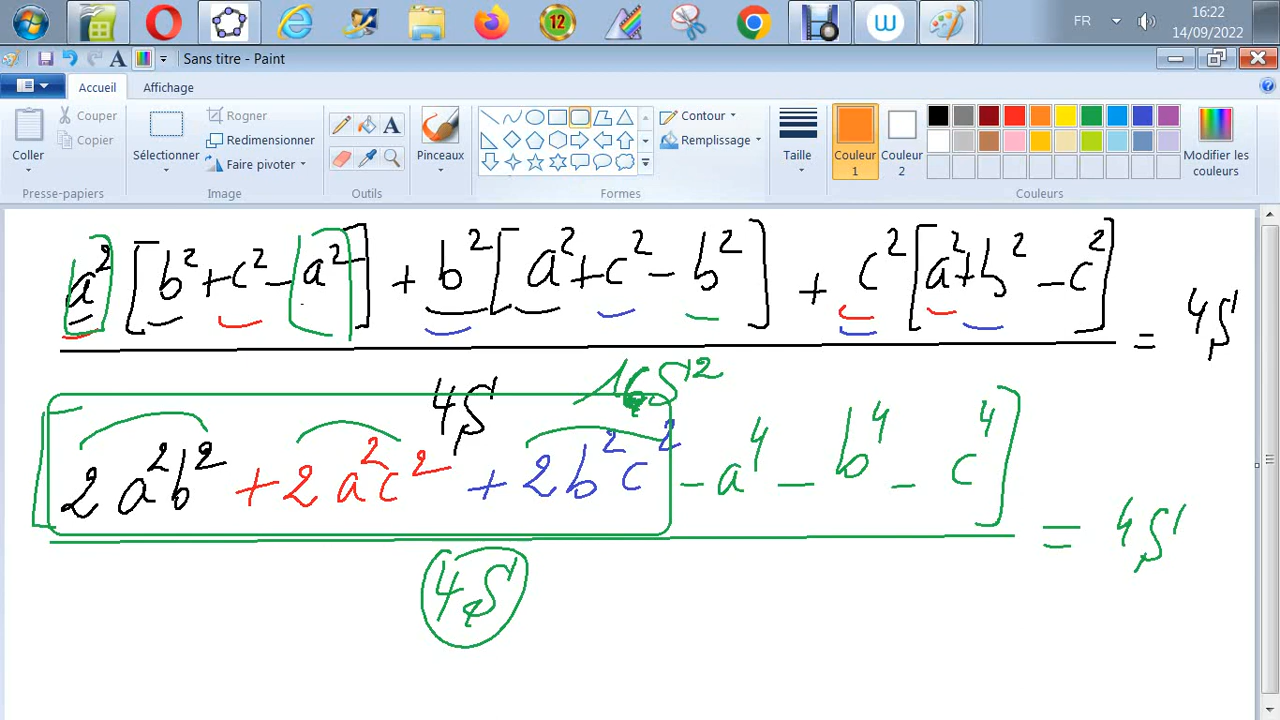 FR
16:22
14/09/2022
12
W
Sans titre - Paint
Accueil
Affichage
Coller
Couper
Copier
Presse-papiers
Sélectionner
Rogner
Redimensionner
Faire pivoter
Image
A
Outils
Pinceaux
Formes
Contour
Remplissage
Taille
Couleur 1
Couleur 2
Modifier les couleurs
Couleurs
a² [b² + c² - a²] + b² [a² + c² - b²] + c² [a² + b² - c²] = 4S
4S
16S²
2a²b² + 2a²c² + 2b²c² - a⁴ - b⁴ - c⁴] = 4S
4S